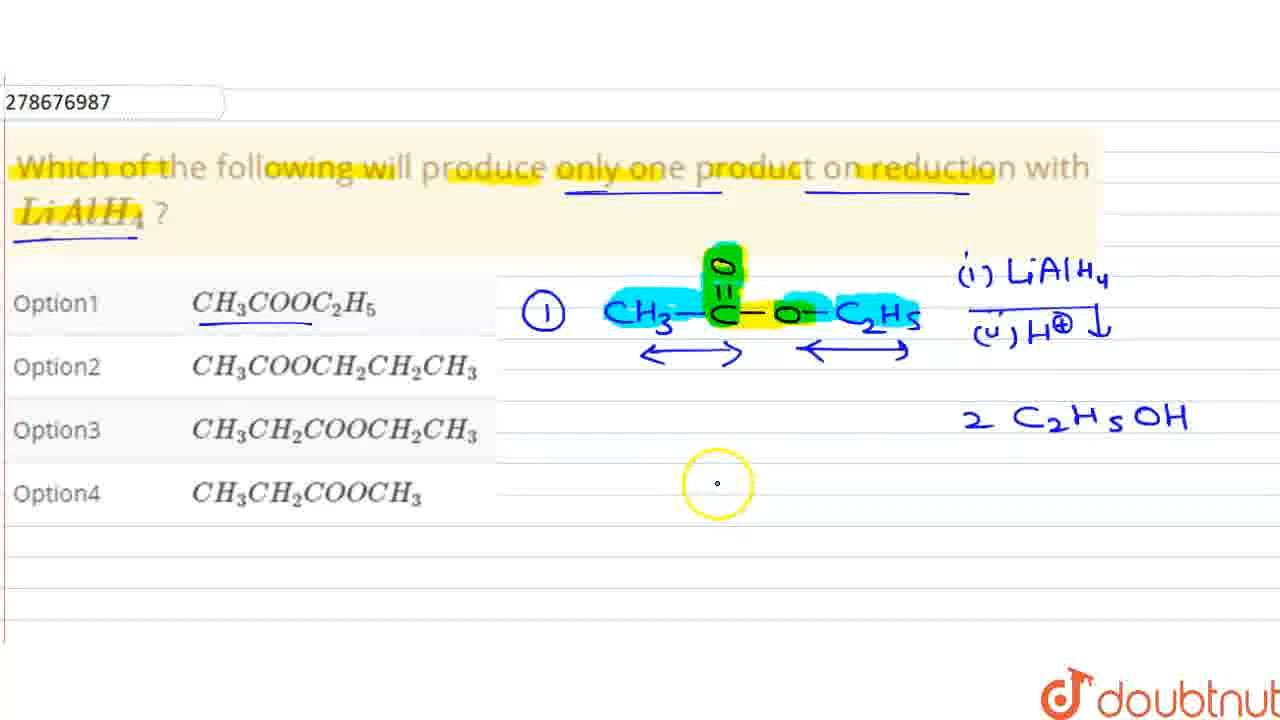 278676987
Which of the following will produce only one product on reduction with
LiAlH₄ ?
Option1 CH₃COOC₂H₅
Option2 CH₃COOCH₂CH₂CH₃
Option3 CH₃CH₂COOCH₂CH₃
Option4 CH₃CH₂COOCH₃
O
||
① CH₃—C—O—C₂H₅
(i) LiAlH₄
(ii) H⊕
2 C₂H₅OH
doubtnut